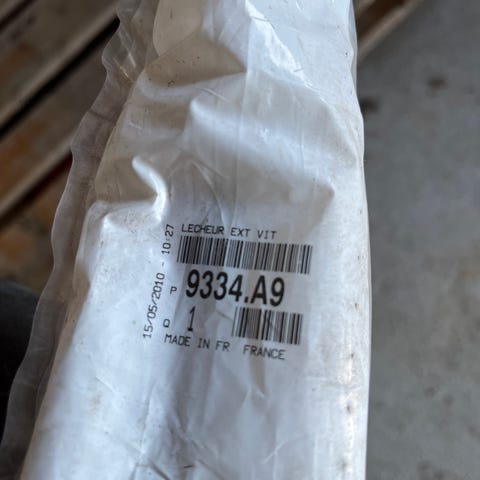 LECHEUR EXT VIT
P 9334.A9
Q 1
MADE IN FR FRANCE
15/05/2010 - 10:27